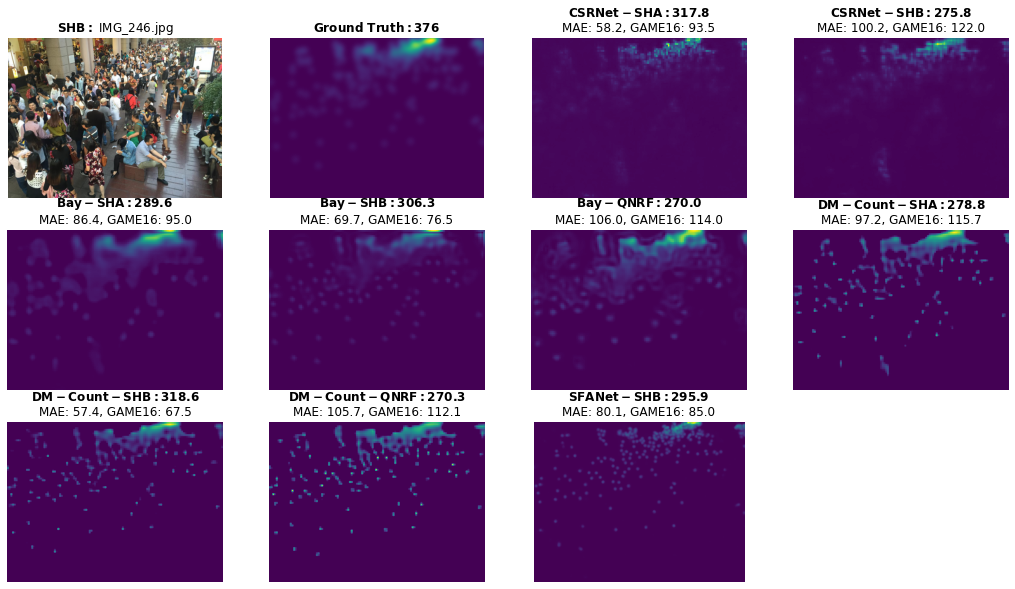 SHB: IMG_246.jpg
Ground Truth:376
CSRNet−SHA:317.8
MAE: 58.2, GAME16: 93.5
CSRNet−SHB:275.8
MAE: 100.2, GAME16: 122.0
Bay−SHA:289.6
MAE: 86.4, GAME16: 95.0
Bay−SHB:306.3
MAE: 69.7, GAME16: 76.5
Bay−QNRF:270.0
MAE: 106.0, GAME16: 114.0
DM−Count−SHA:278.8
MAE: 97.2, GAME16: 115.7
DM−Count−SHB:318.6
MAE: 57.4, GAME16: 67.5
DM−Count−QNRF:270.3
MAE: 105.7, GAME16: 112.1
SFANet−SHB:295.9
MAE: 80.1, GAME16: 85.0